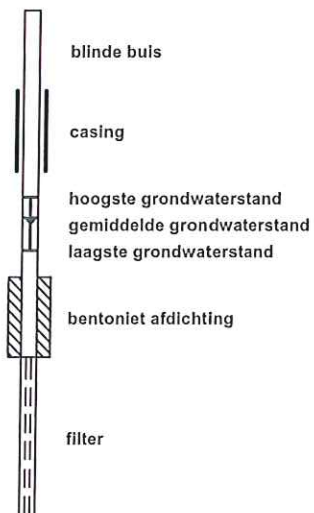 blinde buis
casing
hoogste grondwaterstand
gemiddelde grondwaterstand
laagste grondwaterstand
bentoniet afdichting
filter